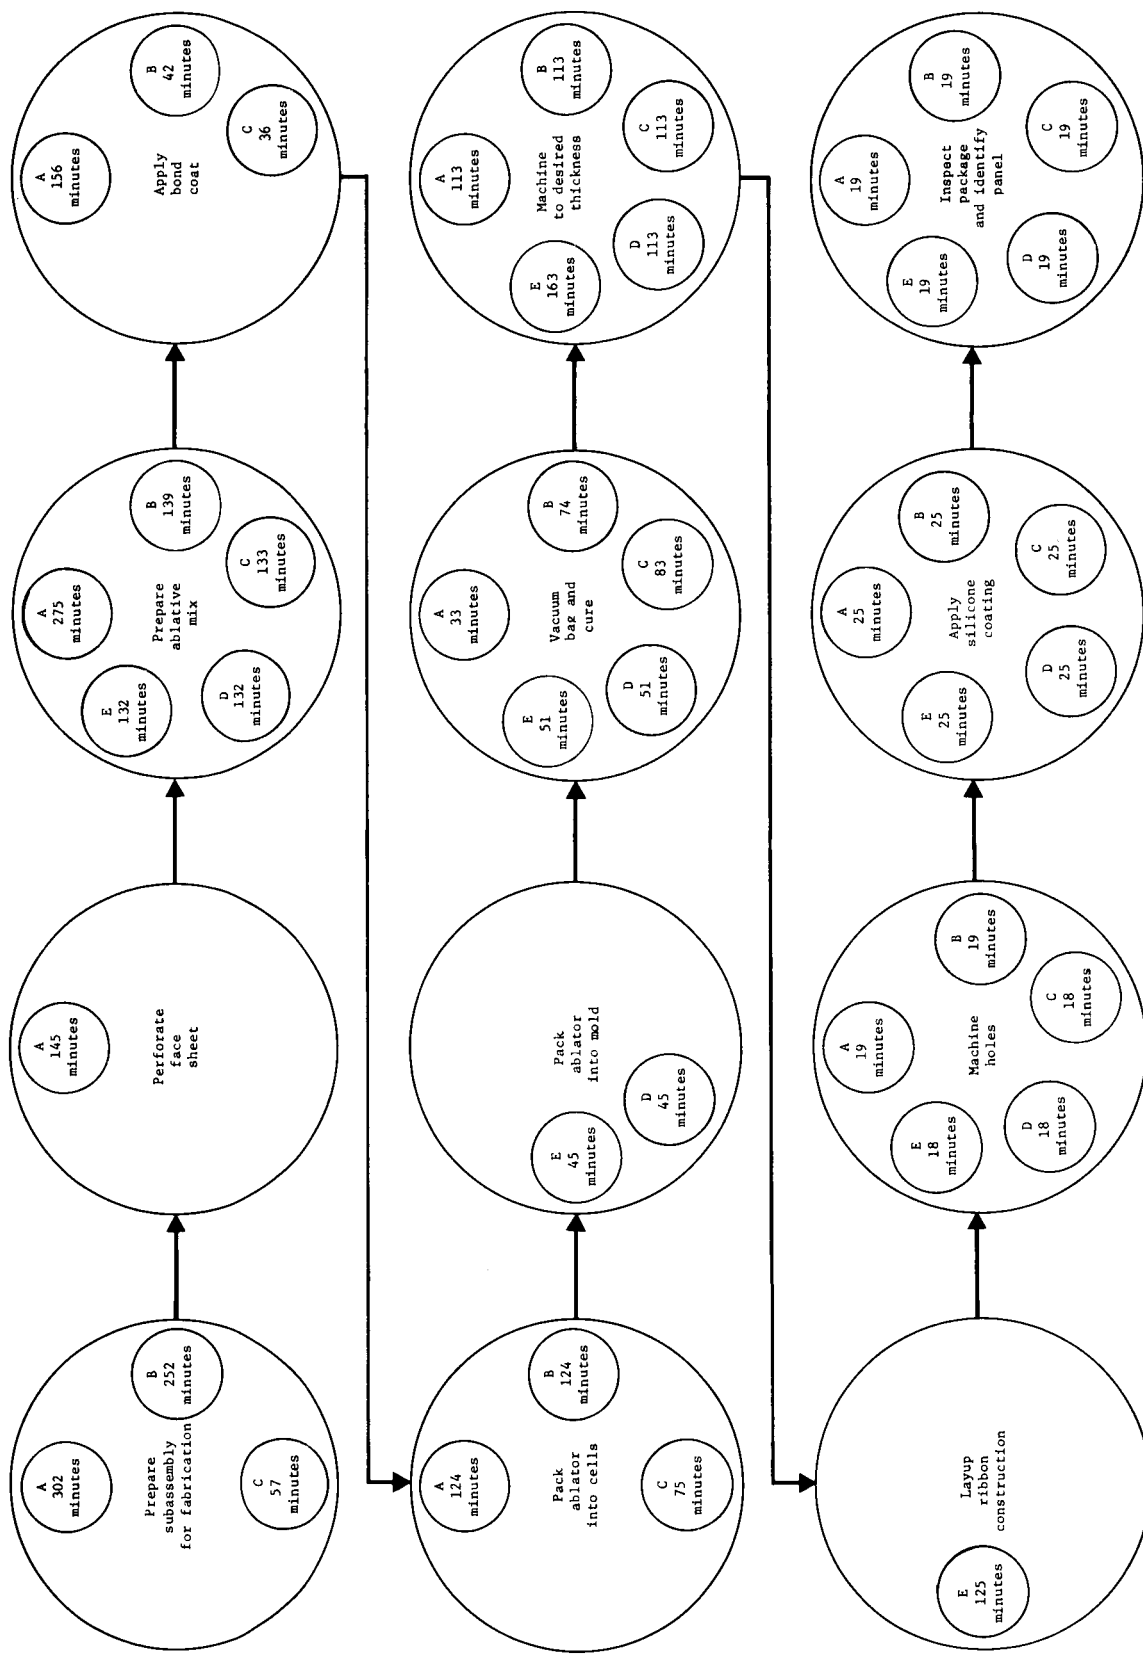 A
302
minutes
Prepare
subassembly
for fabrication
B
252
minutes
C
57
minutes
A
145
minutes
Perforate
face
sheet
A
275
minutes
E
132
minutes
Prepare
ablative
mix
B
139
minutes
D
132
minutes
C
133
minutes
A
156
minutes
Apply
bond
coat
B
42
minutes
C
36
minutes
A
124
minutes
Pack
ablator
into cells
B
124
minutes
C
75
minutes
Pack
ablator
into mold
E
45
minutes
D
45
minutes
A
33
minutes
E
51
minutes
Vacuum
bag and
cure
B
74
minutes
D
51
minutes
C
83
minutes
A
113
minutes
E
163
minutes
Machine
to desired
thickness
B
113
minutes
D
113
minutes
C
113
minutes
E
125
minutes
Layup
ribbon
construction
A
19
minutes
E
18
minutes
Machine
holes
B
19
minutes
D
18
minutes
C
18
minutes
A
25
minutes
E
25
minutes
Apply
silicone
coating
B
25
minutes
D
25
minutes
C
25
minutes
A
19
minutes
E
19
minutes
Inspect
package
and identify
panel
B
19
minutes
D
19
minutes
C
19
minutes